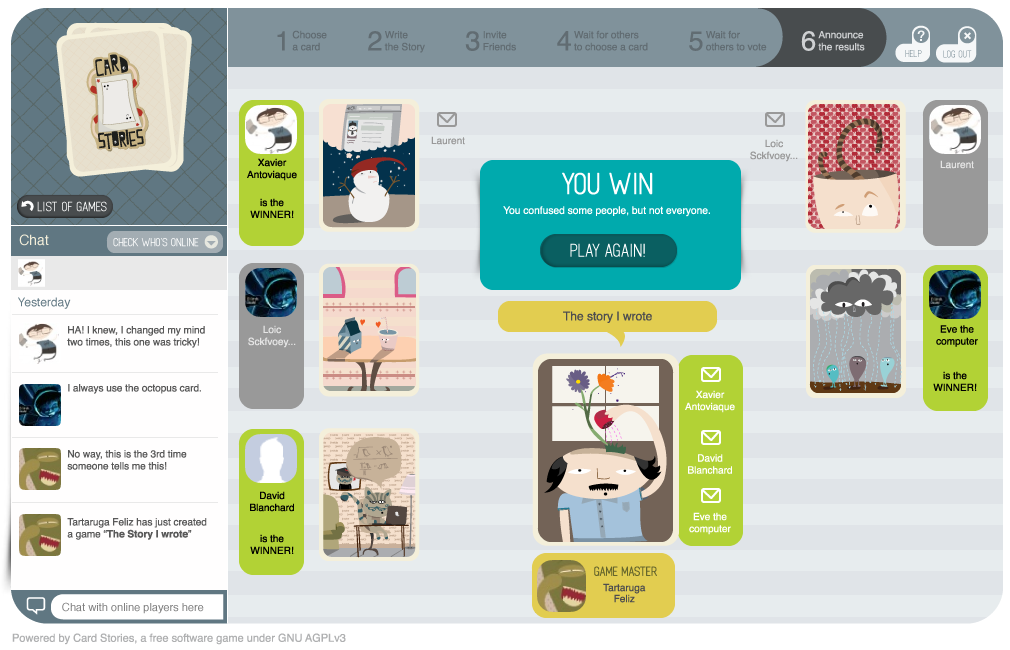 CARD
STORIES
LIST OF GAMES
Chat
CHECK WHO'S ONLINE
Yesterday
HA! I knew, I changed my mind
two times, this one was tricky!
I always use the octopus card.
No way, this is the 3rd time
someone tells me this!
Tartaruga Feliz has just created
a game "The Story I wrote"
Chat with online players here
1 Choose
a card
2 Write
the Story
3 Invite
Friends
4 Wait for others
to choose a card
5 Wait for
others to vote
6 Announce
the results
?
HELP
x
LOG OUT
Xavier
Antoviaque
is the
WINNER!
Laurent
Loic
Sckfvoey...
David
Blanchard
is the
WINNER!
YOU WIN
You confused some people, but not everyone.
PLAY AGAIN!
The story I wrote
Xavier
Antoviaque
David
Blanchard
Eve the
computer
GAME MASTER
Tartaruga
Feliz
Loic
Sckfvoey...
Laurent
Eve the
computer
is the
WINNER!
Powered by Card Stories, a free software game under GNU AGPLv3